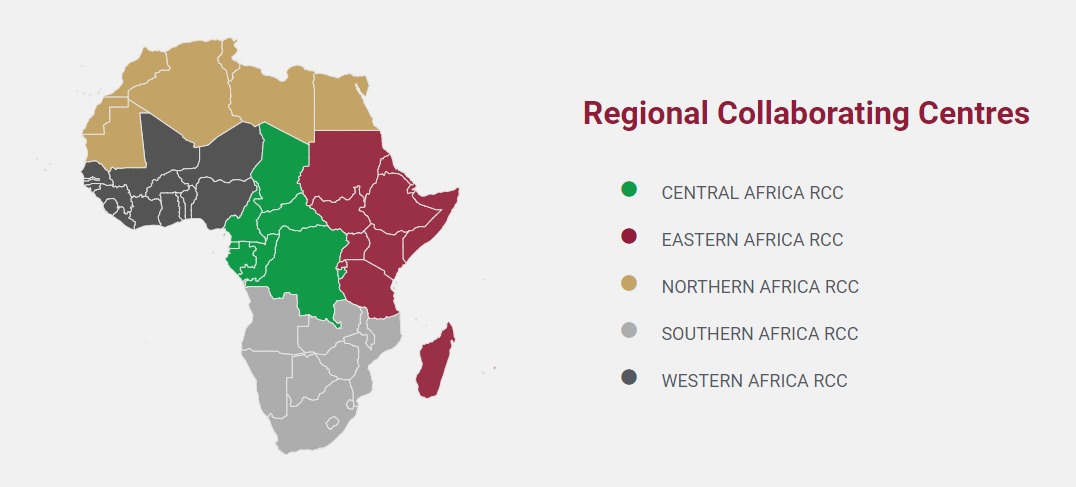 Regional Collaborating Centres
CENTRAL AFRICA RCC
EASTERN AFRICA RCC
NORTHERN AFRICA RCC
SOUTHERN AFRICA RCC
WESTERN AFRICA RCC